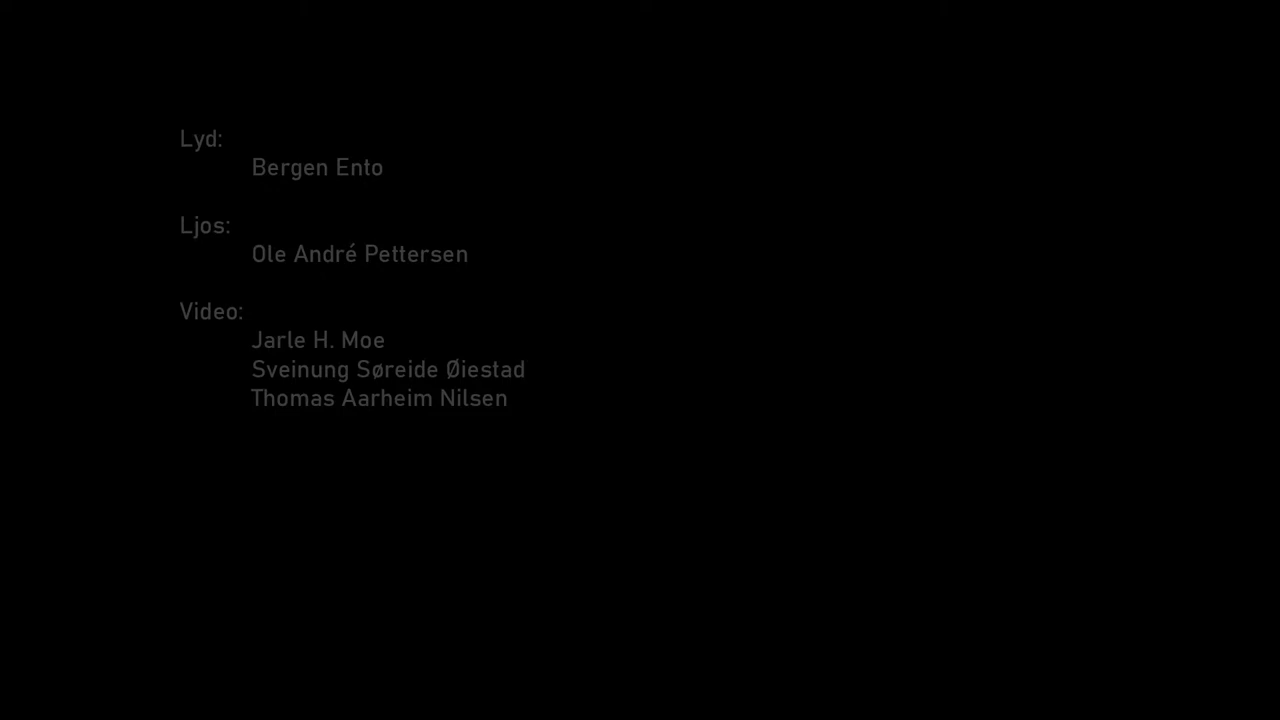 Lyd:
Bergen Ento
Ljos:
Ole André Pettersen
Video:
Jarle H. Moe
Sveinung Søreide Øiestad
Thomas Aarheim Nilsen